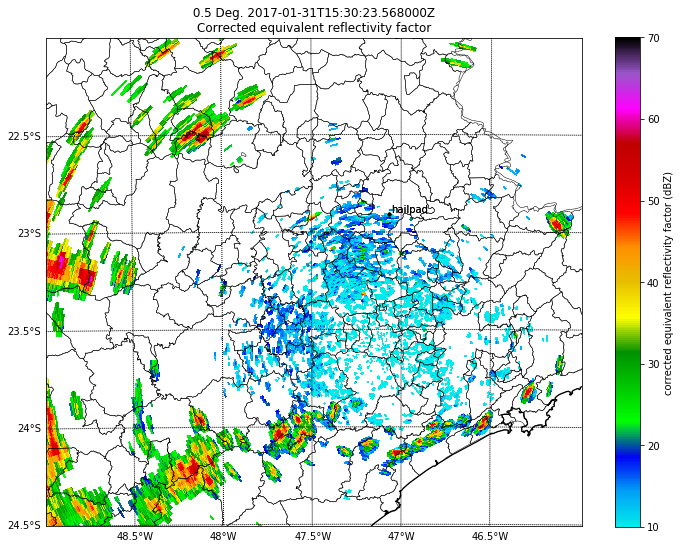 0.5 Deg. 2017-01-31T15:30:23.568000Z
Corrected equivalent reflectivity factor
hailpad
22.5°S
23°S
23.5°S
24°S
24.5°S
48.5°W
48°W
47.5°W
47°W
46.5°W
70
60
50
40
30
20
10
corrected equivalent reflectivity factor (dBZ)